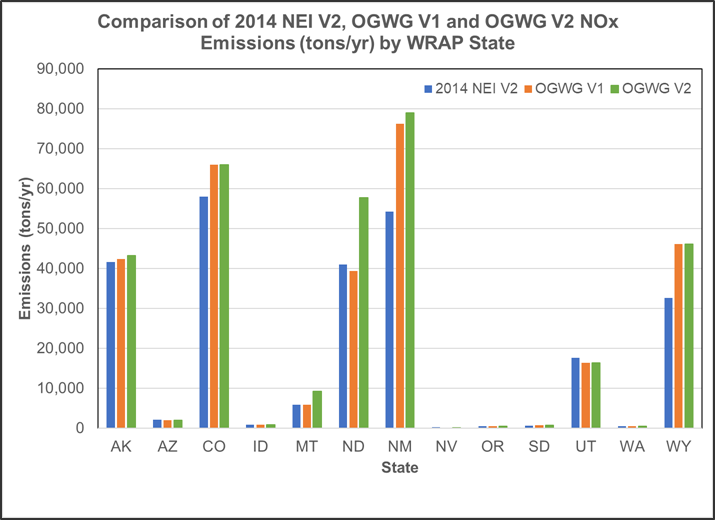 Comparison of 2014 NEI V2, OGWG V1 and OGWG V2 NOx
Emissions (tons/yr) by WRAP State
2014 NEI V2 OGWG V1 OGWG V2
90,000
80,000
70,000
60,000
50,000
40,000
30,000
20,000
10,000
0
Emissions (tons/yr)
AK AZ CO ID MT ND NM NV OR SD UT WA WY
State